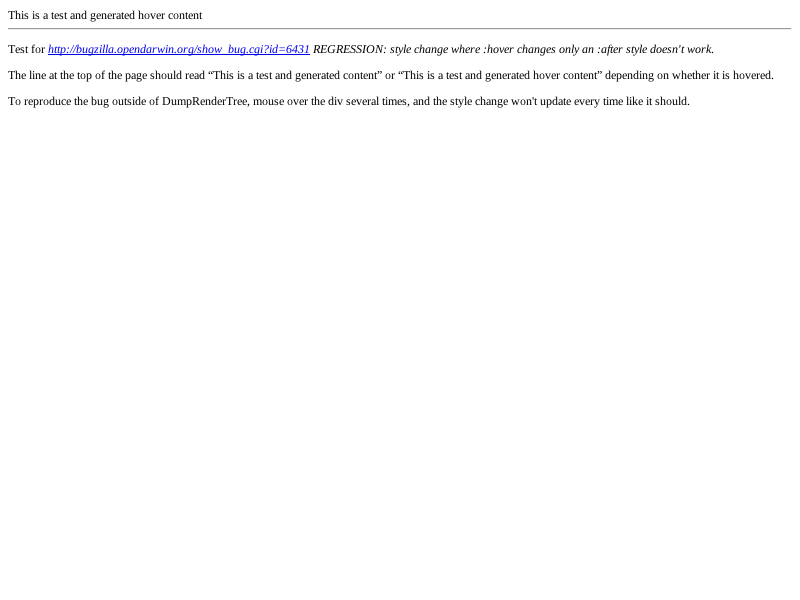 This is a test and generated hover content
Test for http://bugzilla.opendarwin.org/show_bug.cgi?id=6431 REGRESSION: style change where :hover changes only an :after style doesn't work.
The line at the top of the page should read “This is a test and generated content” or “This is a test and generated hover content” depending on whether it is hovered.
To reproduce the bug outside of DumpRenderTree, mouse over the div several times, and the style change won't update every time like it should.